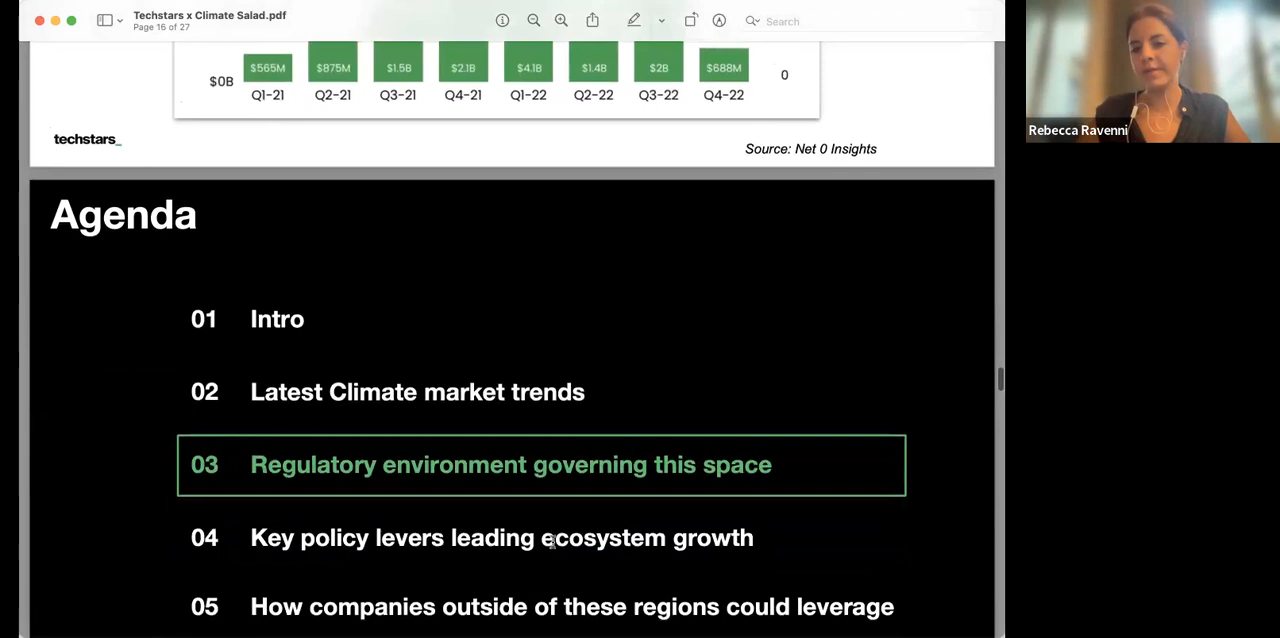 Techstars x Climate Salad.pdf
Page 16 of 27
Search
$0B
$565M $875M $1.5B $2.1B $4.1B $1.4B $2B $688M
0
Q1-21 Q2-21 Q3-21 Q4-21 Q1-22 Q2-22 Q3-22 Q4-22
techstars_
Source: Net 0 Insights
Rebecca Ravenni
Agenda
01 Intro
02 Latest Climate market trends
03 Regulatory environment governing this space
04 Key policy levers leading ecosystem growth
05 How companies outside of these regions could leverage